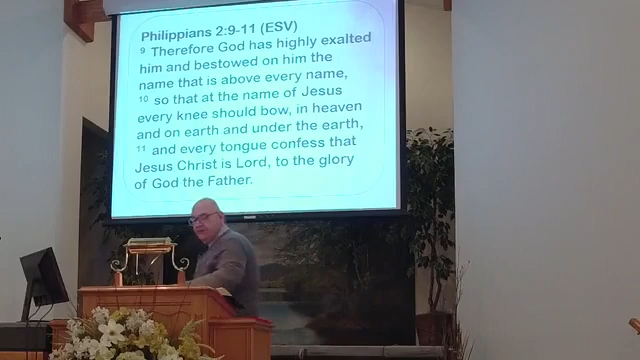 Philippians 2:9-11 (ESV)
9 Therefore God has highly exalted
him and bestowed on him the
name that is above every name,
10 so that at the name of Jesus
every knee should bow, in heaven
and on earth and under the earth,
11 and every tongue confess that
Jesus Christ is Lord, to the glory
of God the Father.